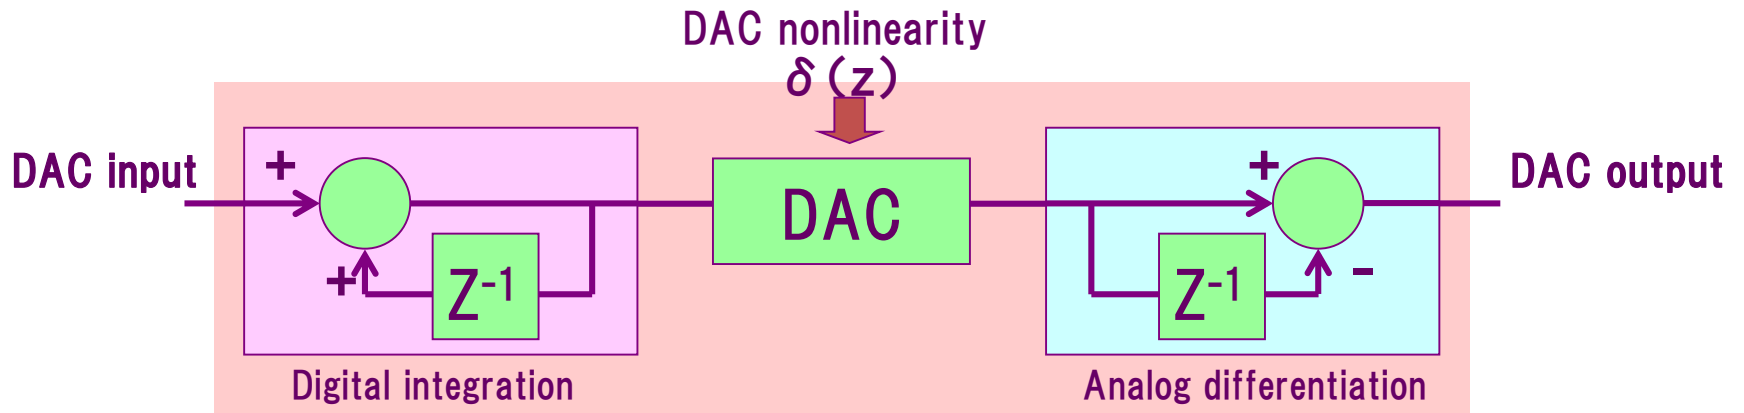 DAC nonlinearity
δ(z)
DAC input
+
+
Z-1
DAC
+
-
Z-1
DAC output
Digital integration
Analog differentiation